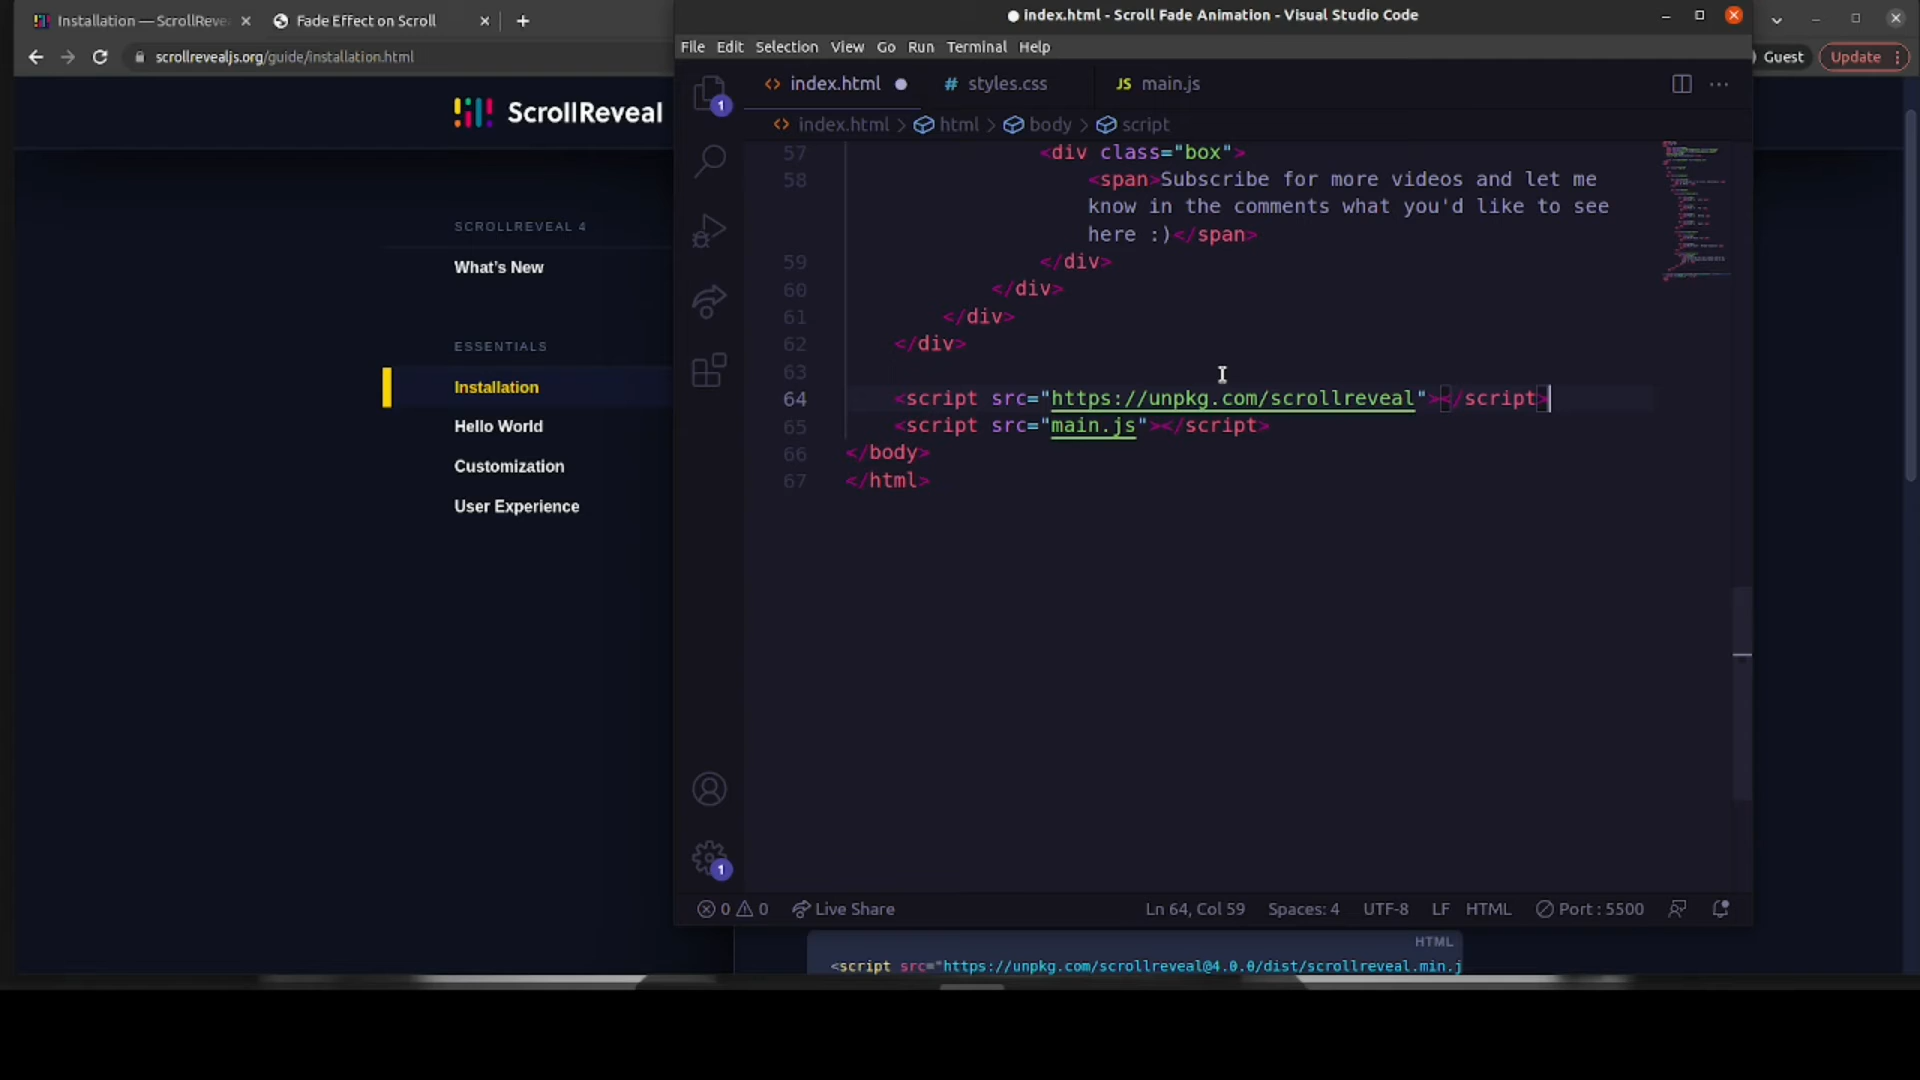 Installation — ScrollReve
Fade Effect on Scroll
scrollrevealjs.org/guide/installation.html
Guest
Update
ScrollReveal
SCROLLREVEAL 4
What's New
ESSENTIALS
Installation
Hello World
Customization
User Experience
index.html - Scroll Fade Animation - Visual Studio Code
File Edit Selection View Go Run Terminal Help
index.html
styles.css
JS main.js
index.html > html > body > script
1
57 <div class="box">
58 <span>Subscribe for more videos and let me
know in the comments what you'd like to see
here :)</span>
59 </div>
60 </div>
61 </div>
62 </div>
63
64 <script src="https://unpkg.com/scrollreveal"></script>
65 <script src="main.js"></script>
66 </body>
67 </html>
1
0 0 Live Share Ln 64, Col 59 Spaces: 4 UTF-8 LF HTML Port : 5500
HTML
<script src="https://unpkg.com/scrollreveal@4.0.0/dist/scrollreveal.min.j